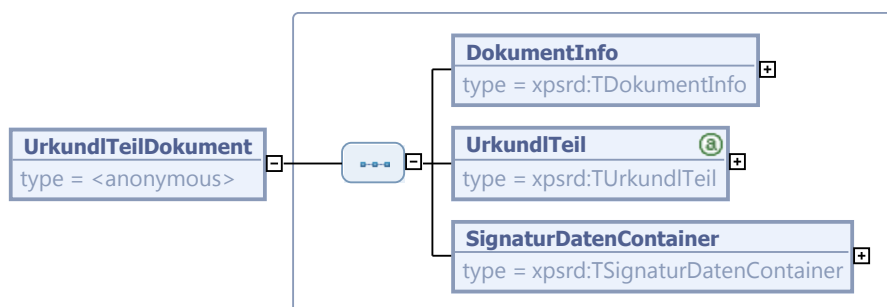 DokumentInfo
type = xpsrd:TDokumentInfo
UrkundlTeilDokument
type = <anonymous>
UrkundlTeil
a
type = xpsrd:TUrkundlTeil
SignaturDatenContainer
type = xpsrd:TSignaturDatenContainer